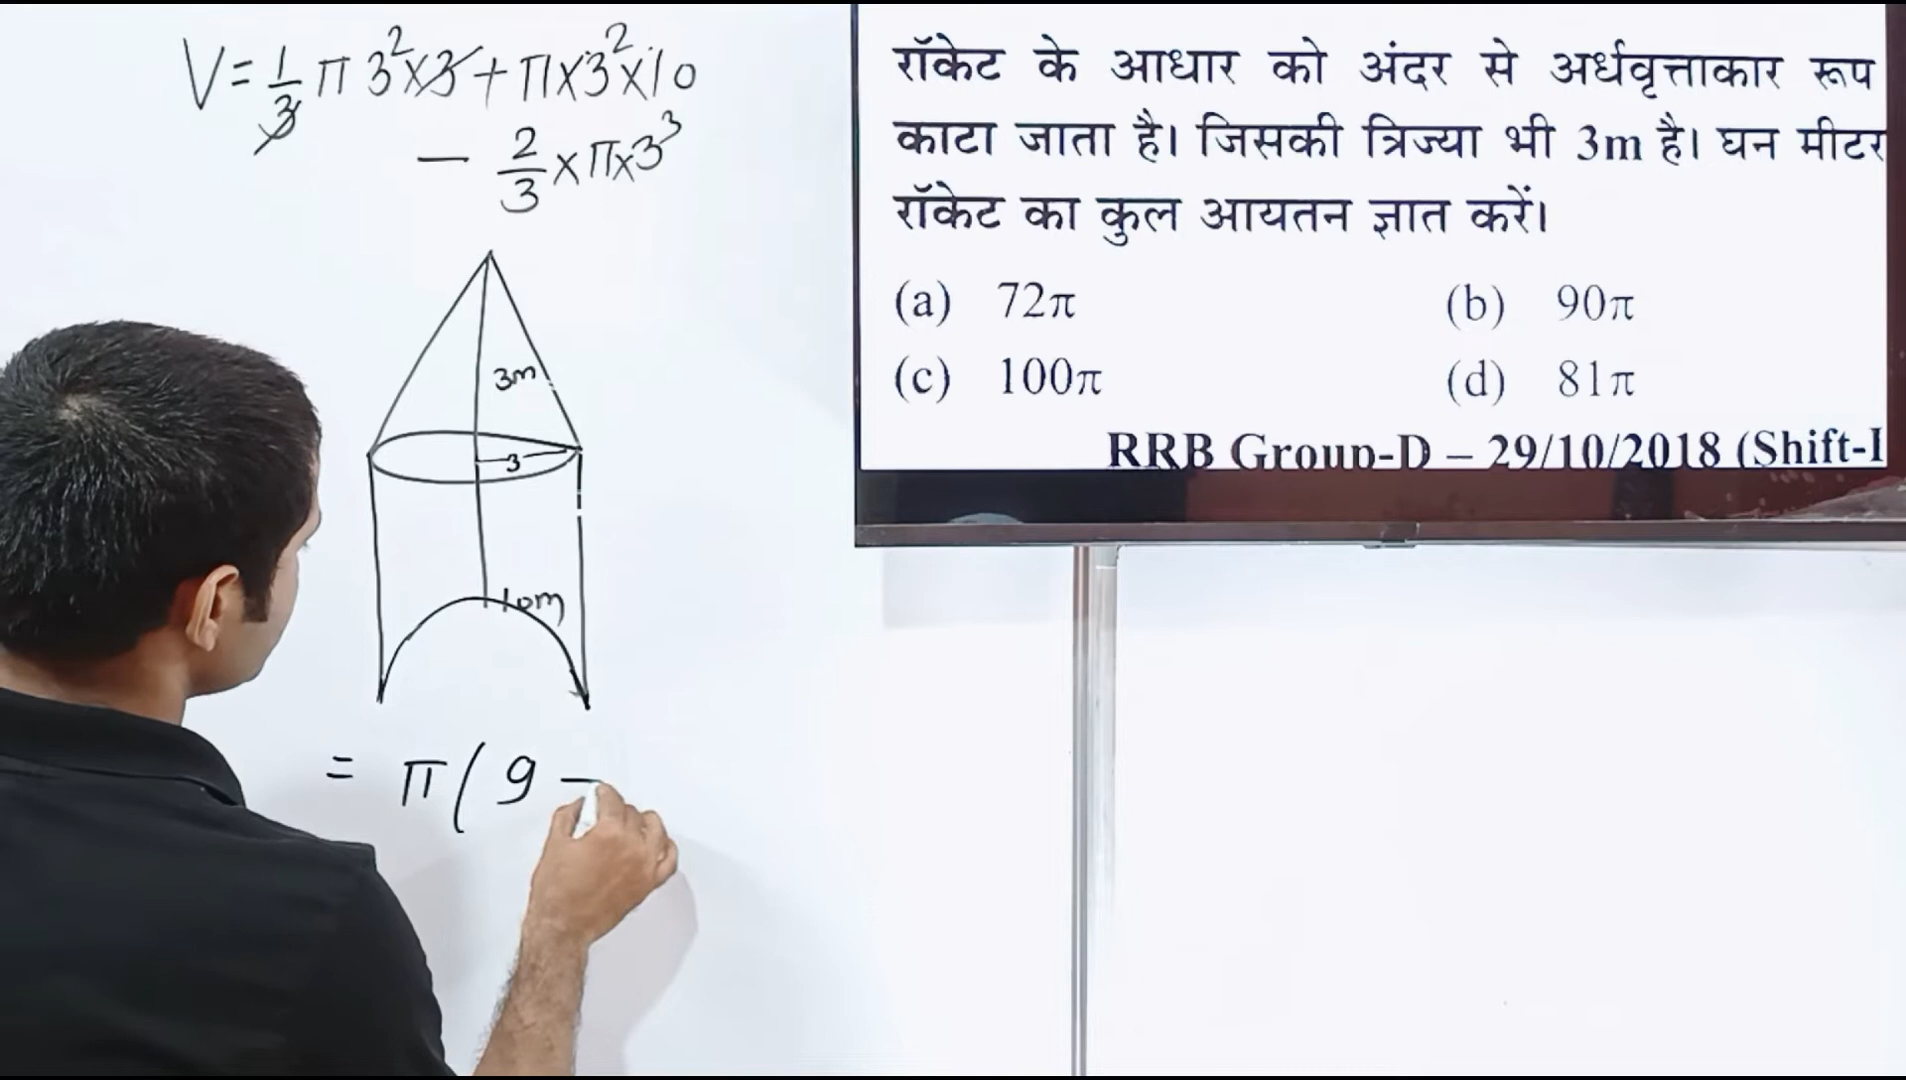 V = 1/3 π 3² × 3 + π × 3² × 10
− 2/3 × π × 3³
3m
3
10m
= π ( 9 −
रॉकेट के आधार को अंदर से अर्धवृत्ताकार रूप
काटा जाता है। जिसकी त्रिज्या भी 3m है। घन मीटर
रॉकेट का कुल आयतन ज्ञात करें।
(a) 72π (b) 90π
(c) 100π (d) 81π
RRB Group-D – 29/10/2018 (Shift-I